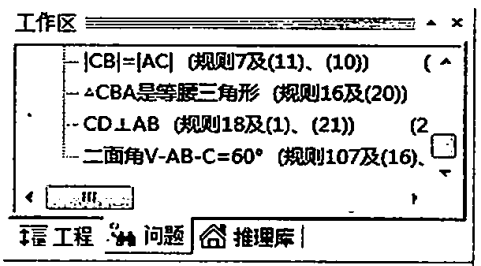 工作区
|CB|=|AC| (规则7及(11)、(10)) (
△CBA是等腰三角形 (规则16及(20))
CD⊥AB (规则18及(1)、(21)) (2
二面角V-AB-C=60° (规则107及(16)、
工程 问题 推理库